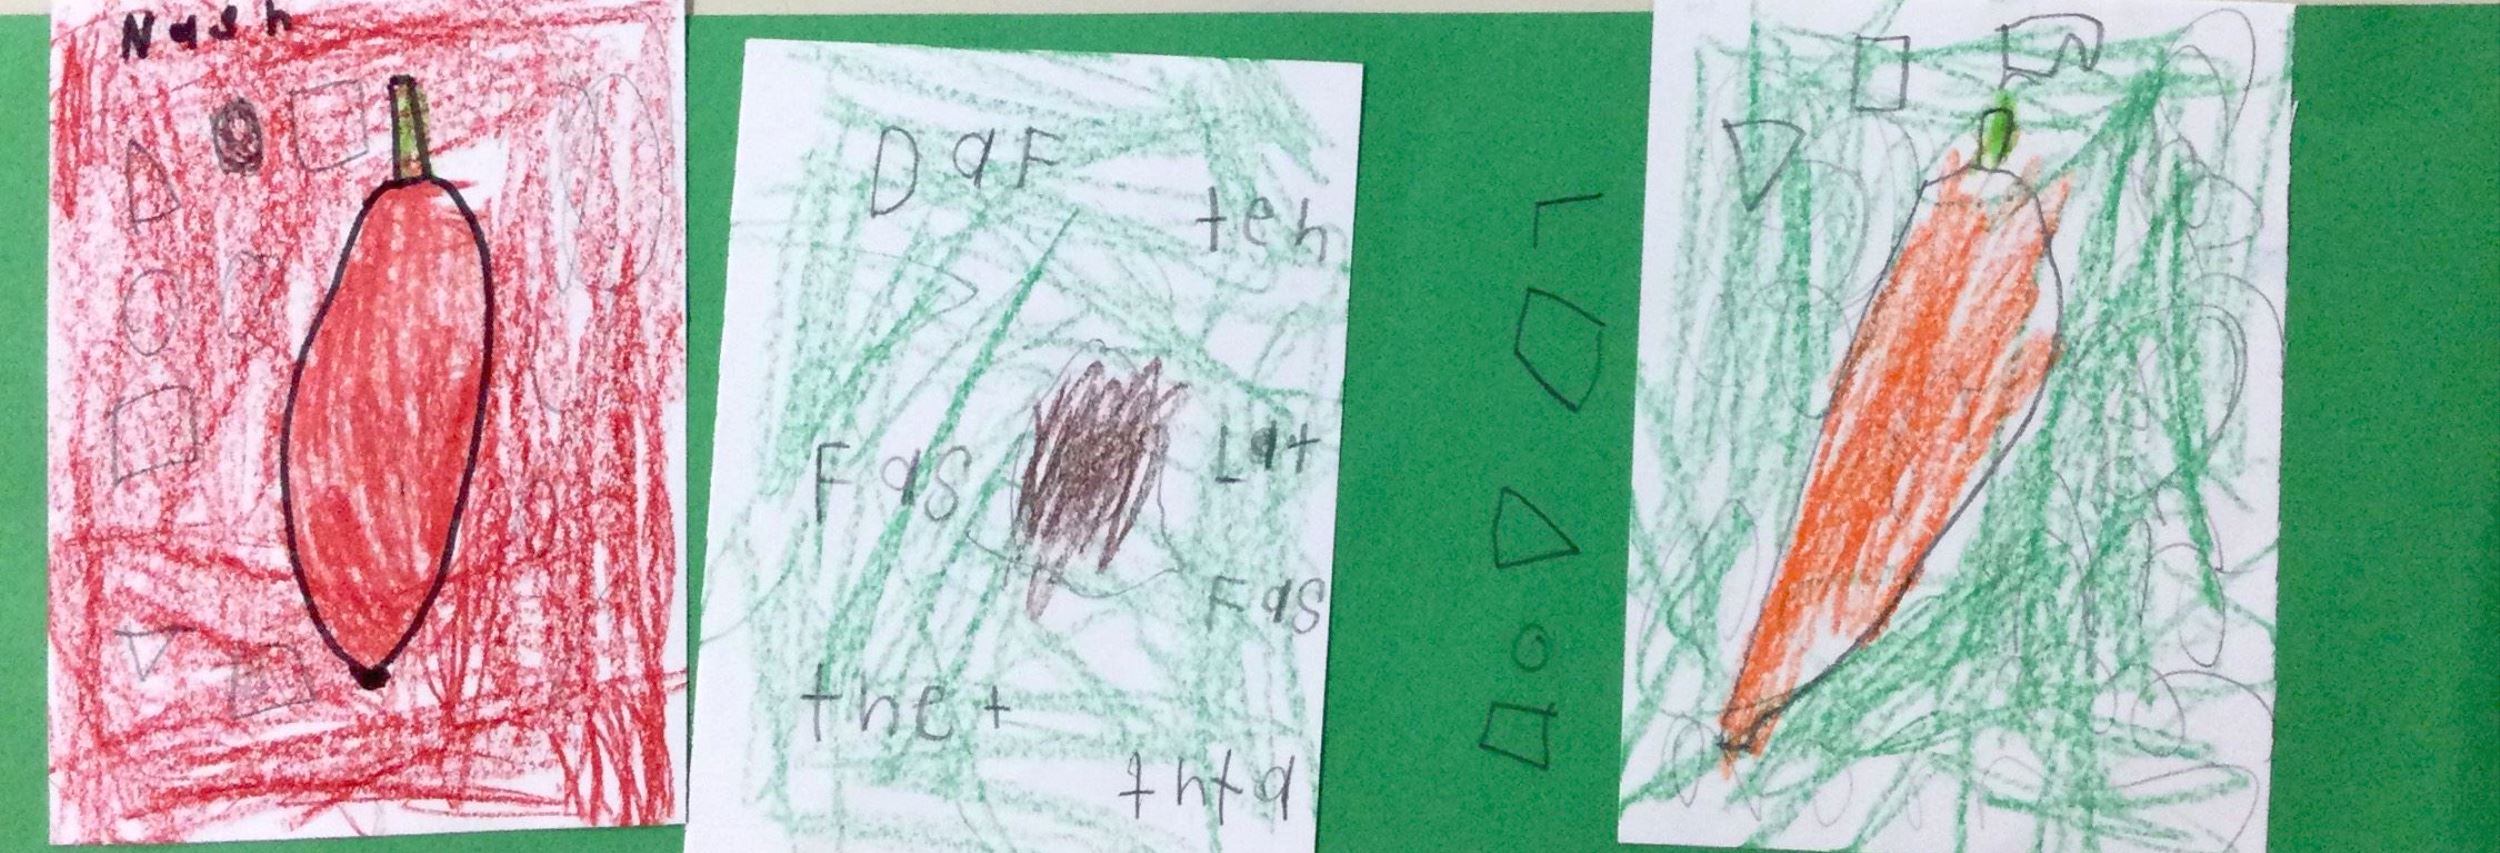 Nash
DaF
teh
Fas
Lat
Fas
thet
thta